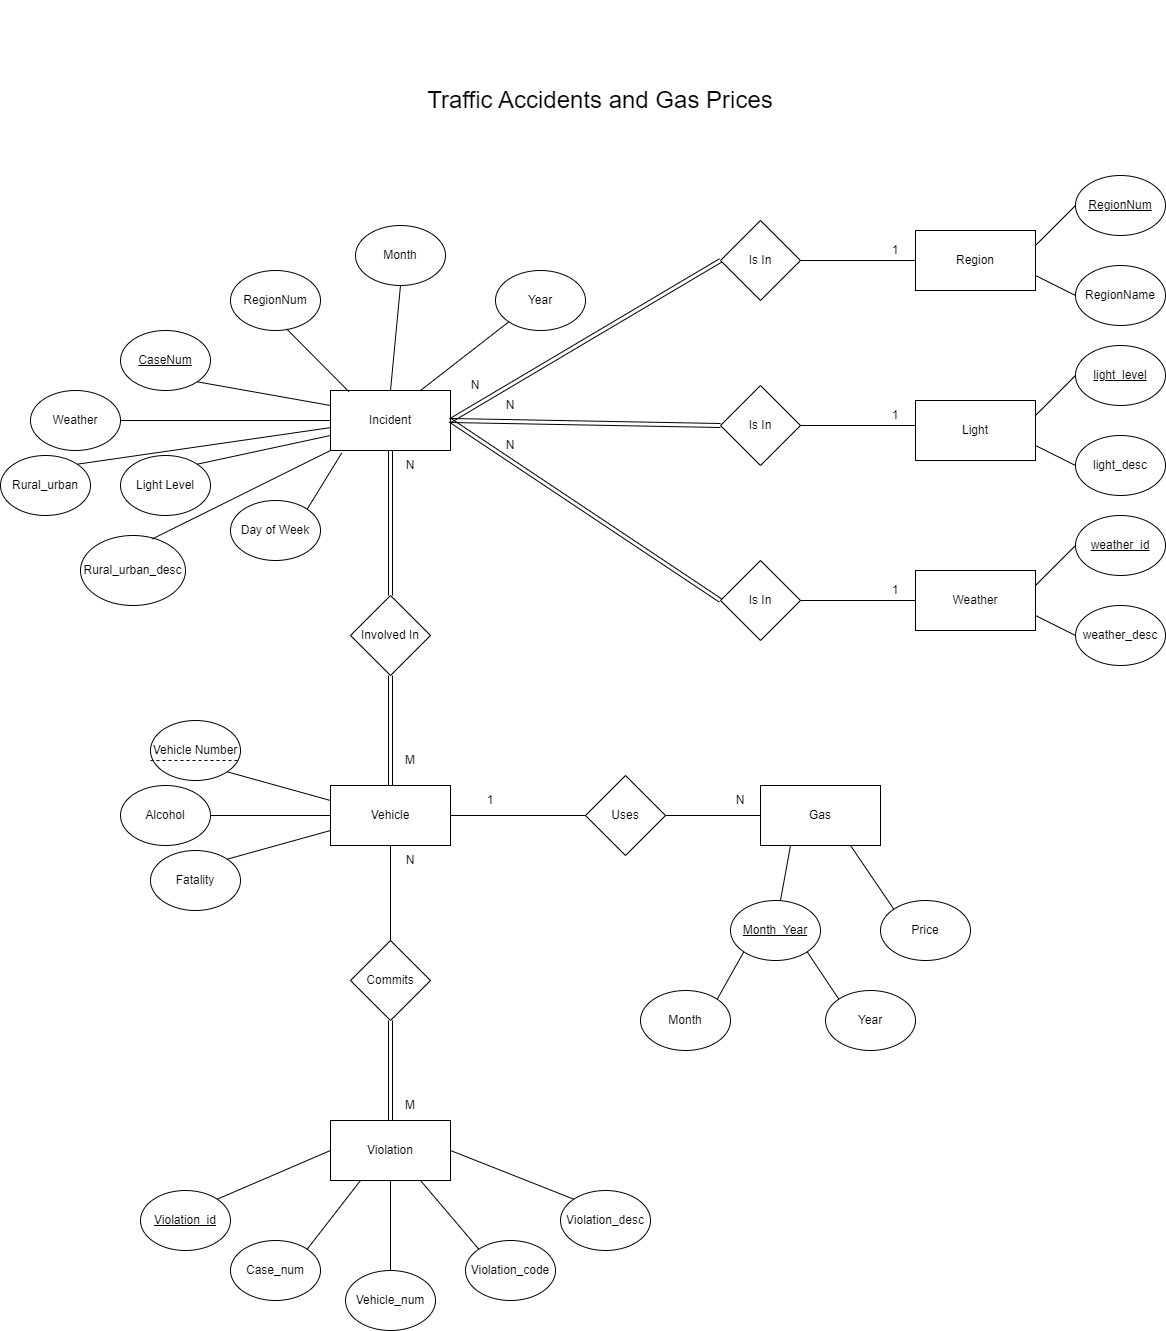 Traffic Accidents and Gas Prices
RegionNum
Month
Is In
1
Region
RegionNum
Year
RegionName
CaseNum
light_level
N
Weather
Incident
N
Is In
1
Light
N
light_desc
N
Rural_urban
Light Level
Day of Week
weather_id
Rural_urban_desc
Is In
1
Weather
weather_desc
Involved In
Vehicle Number
M
Alcohol
Vehicle
1
Uses
N
Gas
Fatality
N
Month_Year
Price
Commits
Month
Year
M
Violation
Violation_id
Violation_desc
Case_num
Violation_code
Vehicle_num